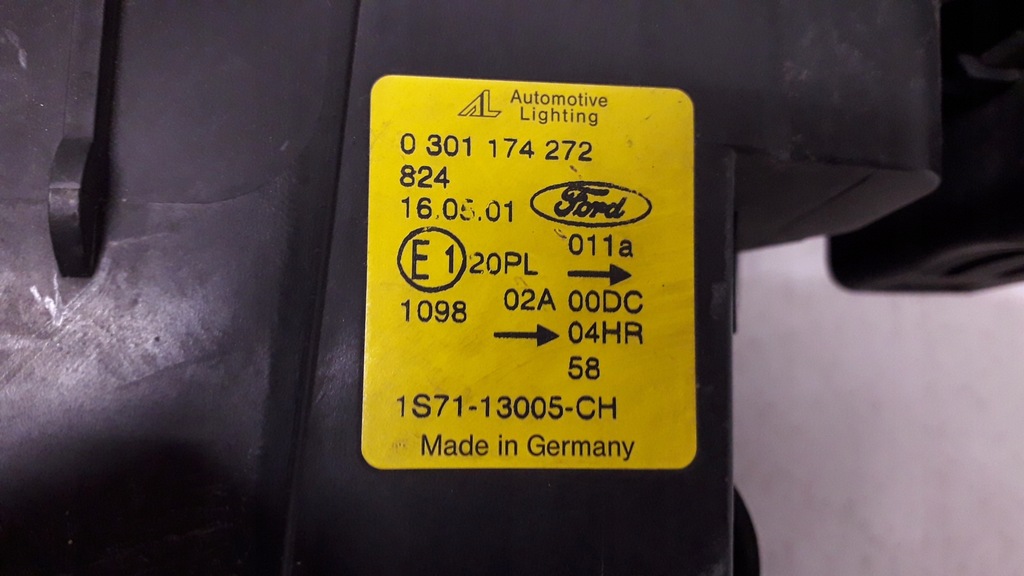 AL Automotive
Lighting
0 301 174 272
824
16.05.01 Ford
011a
E1 20PL
02A 00DC
1098
04HR
58
1S71-13005-CH
Made in Germany